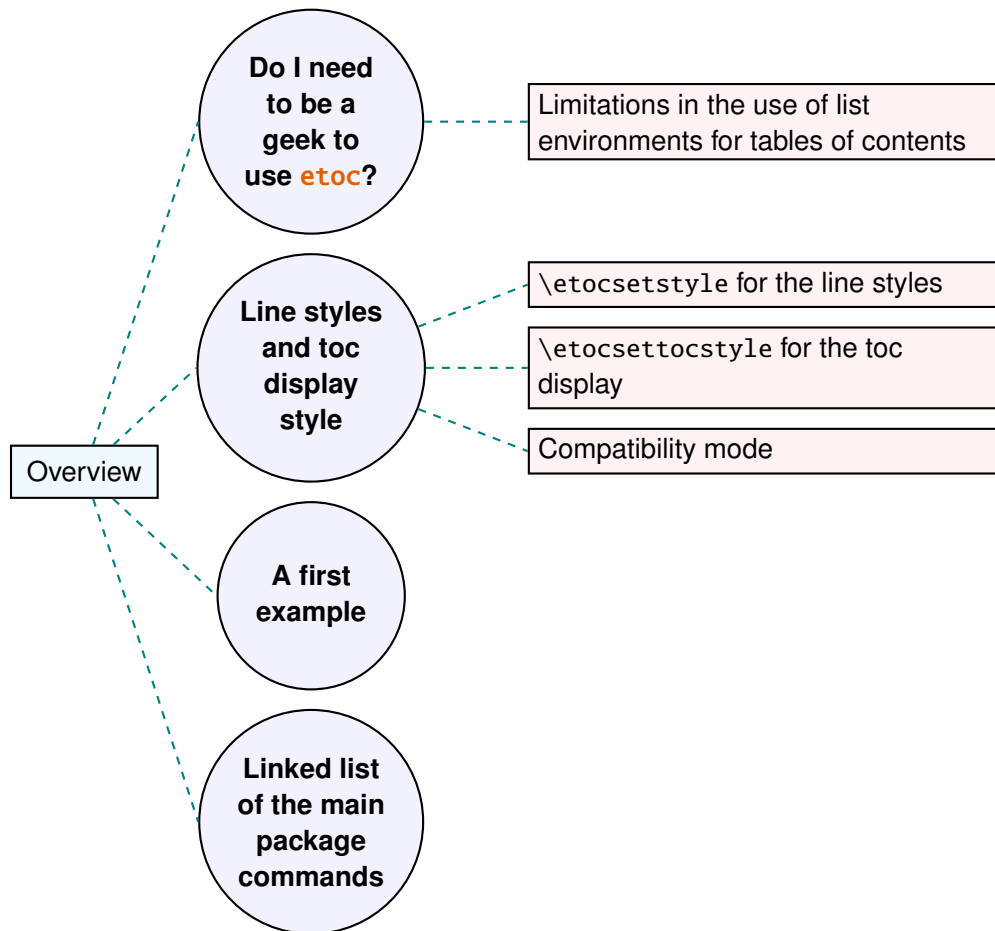 Overview
Do I need
to be a
geek to
use etoc?
Limitations in the use of list
environments for tables of contents
Line styles
and toc
display
style
\etocsetstyle for the line styles
\etocsettocstyle for the toc
display
Compatibility mode
A first
example
Linked list
of the main
package
commands